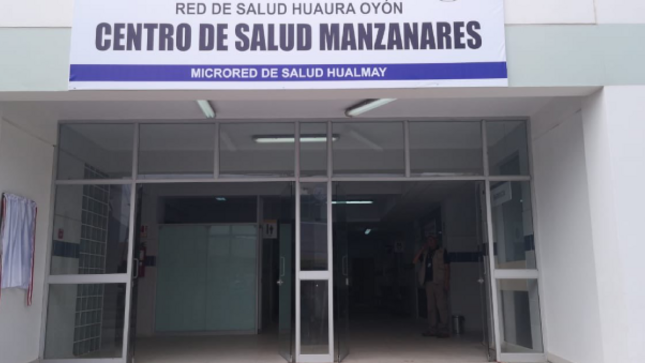 RED DE SALUD HUAURA OYÓN
CENTRO DE SALUD MANZANARES
MICRORED DE SALUD HUALMAY